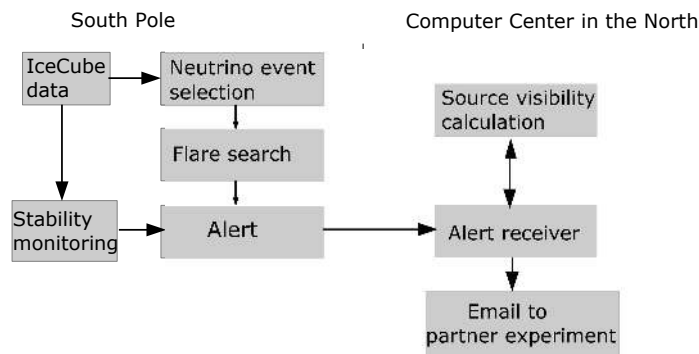 South Pole
Computer Center in the North
IceCube
data
Neutrino event
selection
Source visibility
calculation
Flare search
Stability
monitoring
Alert
Alert receiver
Email to
partner experiment